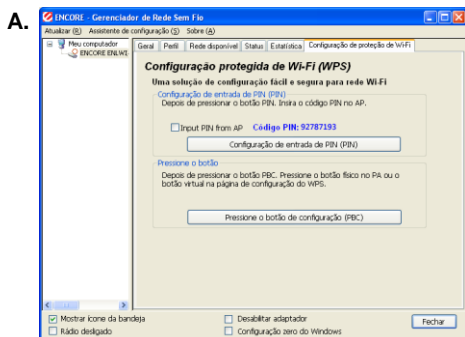 A.
ENCORE - Gerenciador de Rede Sem Fio
Atualizar (R) Assistente de configuração (S) Sobre (A)
Meu computador
ENCORE ENLWI
Geral Perfil Rede disponível Status Estatística Configuração de proteção de Wi-Fi
Configuração protegida de Wi-Fi (WPS)
Uma solução de configuração fácil e segura para rede Wi-Fi
Configuração de entrada de PIN (PIN)
Depois de pressionar o botão PIN. Insira o código PIN no AP.
Input PIN from AP Código PIN: 92787193
Configuração de entrada de PIN (PIN)
Pressione o botão
Depois de pressionar o botão PBC. Pressione o botão físico no PA ou o
botão virtual na página de configuração do WPS.
Pressione o botão de configuração (PBC)
Mostrar ícone da bandeja Desabilitar adaptador Fechar
Rádio desligado Configuração zero do Windows